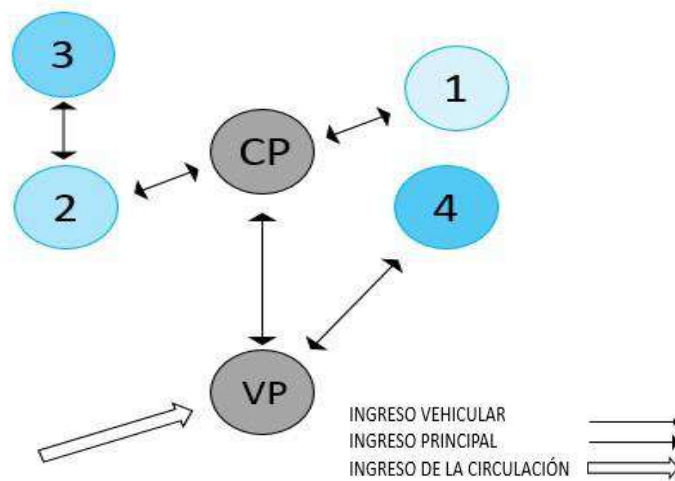 3
1
CP
2
4
VP
INGRESO VEHICULAR
INGRESO PRINCIPAL
INGRESO DE LA CIRCULACIÓN